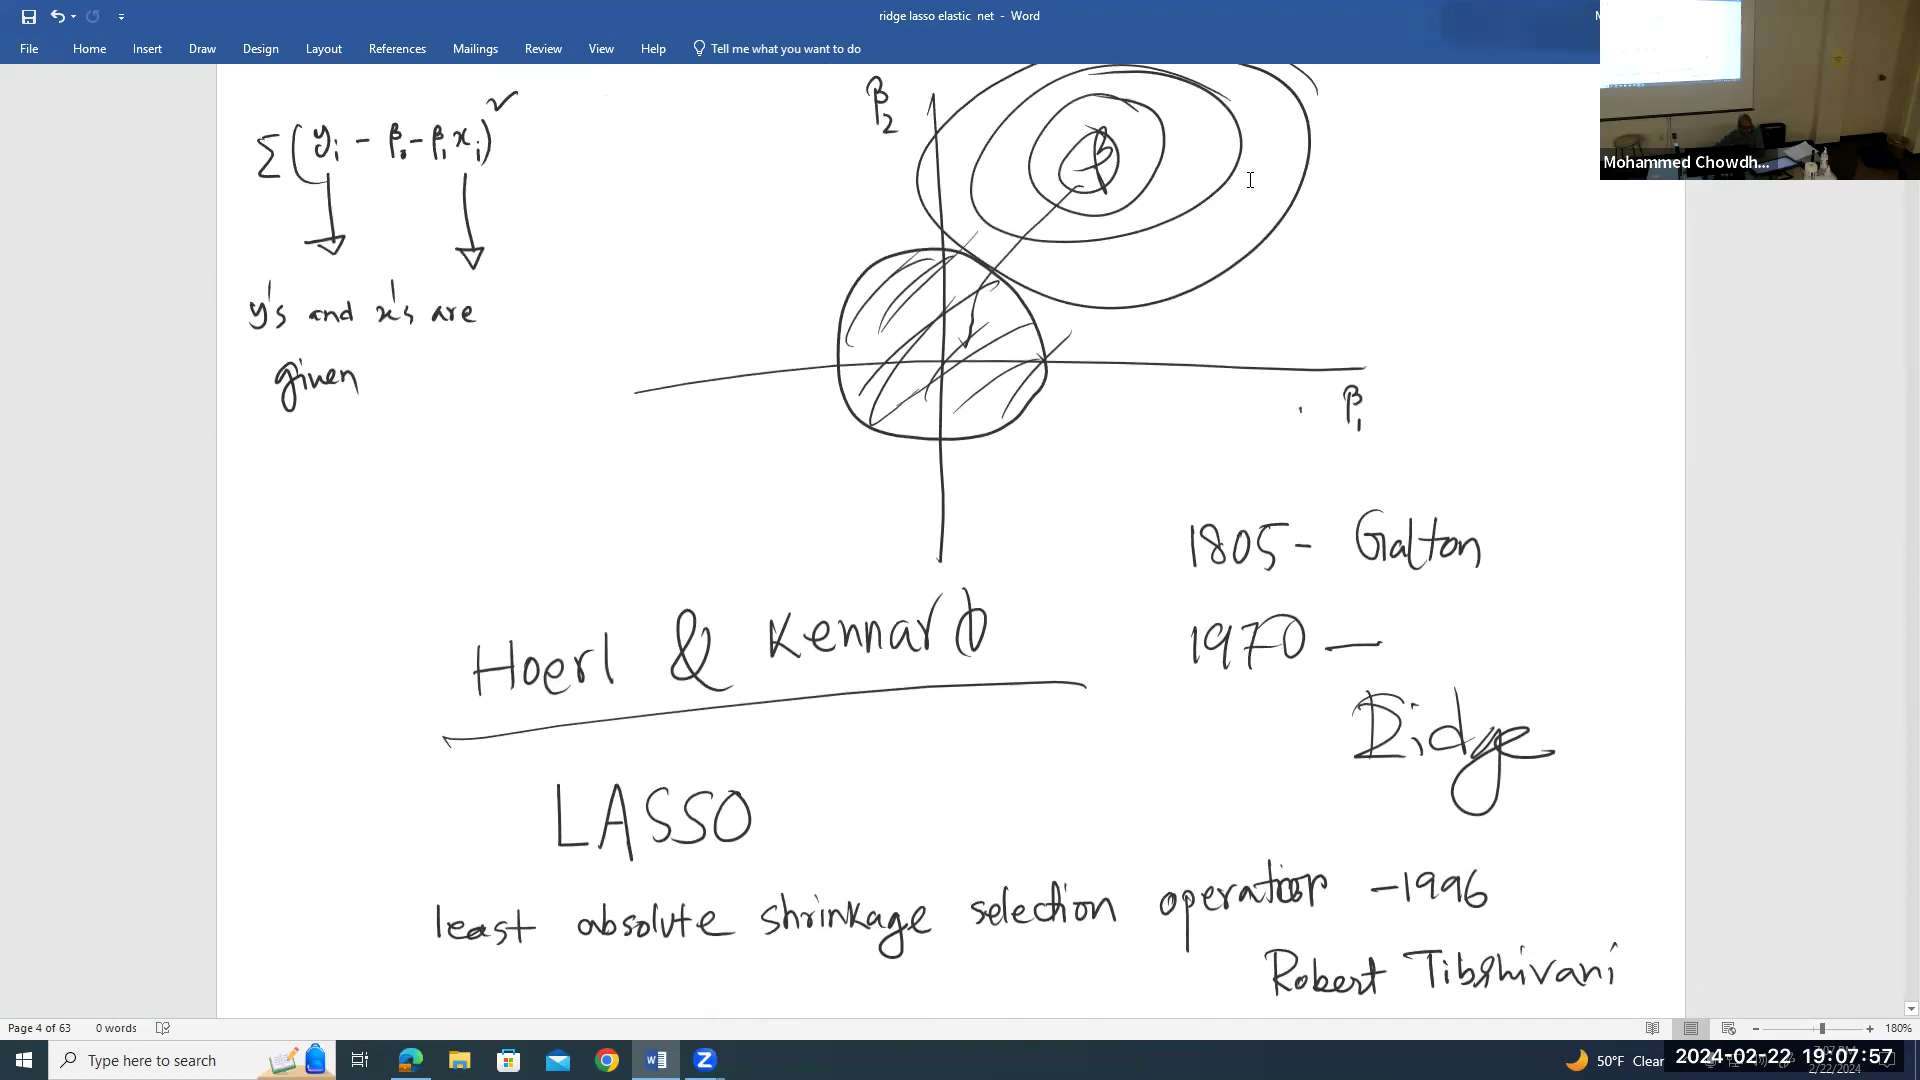 ridge lasso elastic net - Word
File Home Insert Draw Design Layout References Mailings Review View Help Tell me what you want to do
Mohammed Chowdh...
Σ(yᵢ - β₀ - β₁xᵢ)²
y's and x's are
given
β₂
β
β₁
1805 - Galton
Hoerl & Kennard
1970 —
Ridge
LASSO
least absolute shrinkage selection operator - 1996
Robert Tibshirani
Page 4 of 63 0 words
180%
Type here to search
50°F Clear
2024-02-22 19:07:57
2/22/2024